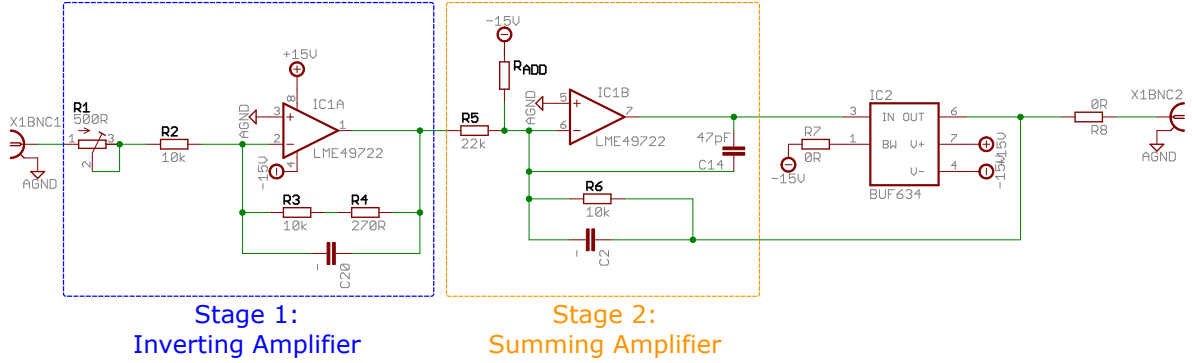 -15V
+15V
R_ADD
R1
500R
1
3
2
X1BNC1
AGND
R2
10k
AGND
3
2
8
IC1A
1
LME49722
-15V
4
R3
10k
R4
270R
-
C20
R5
22k
AGND
5
6
IC1B
7
LME49722
47pF
C14
R6
10k
-
C2
R7
0R
-15V
IC2
3
1
IN OUT
BW V+
V-
6
7
4
BUF634
+15V
-15V
0R
R8
X1BNC2
AGND
Stage 1:
Inverting Amplifier
Stage 2:
Summing Amplifier